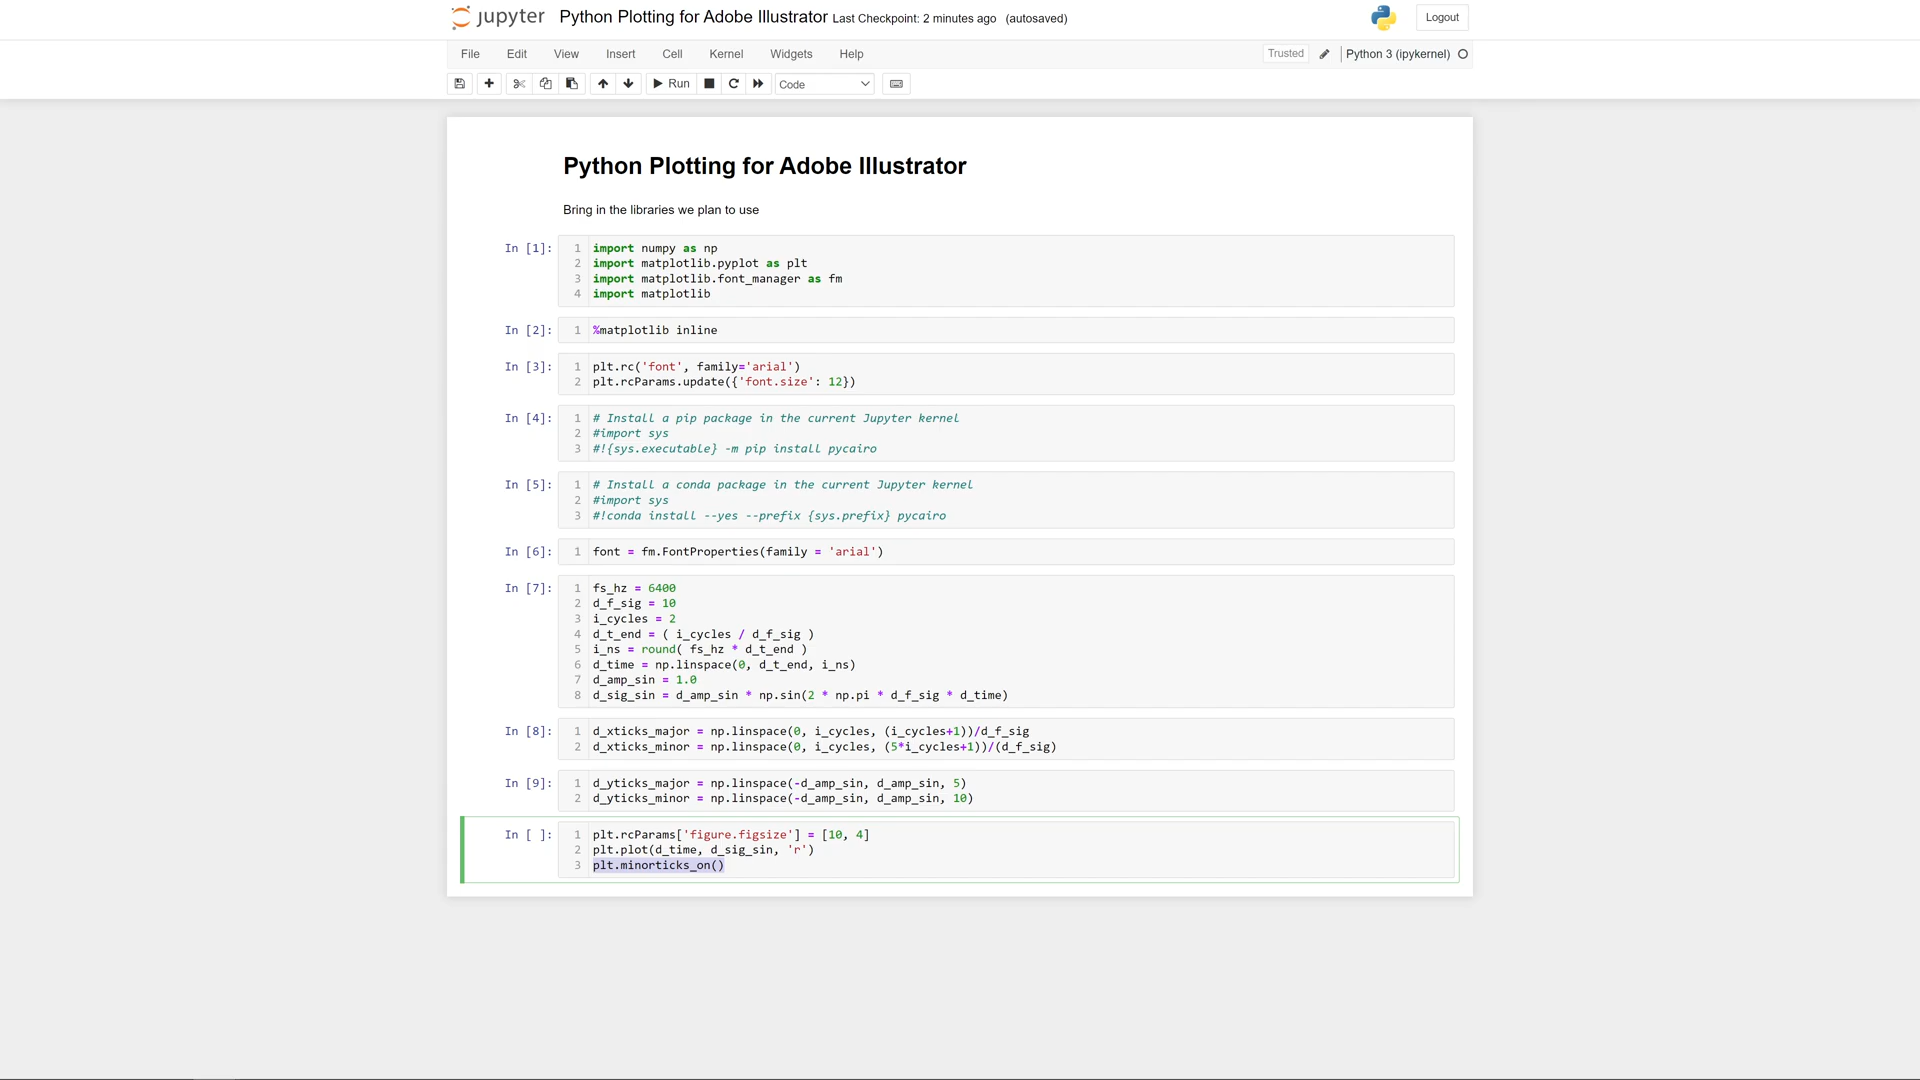 jupyter Python Plotting for Adobe Illustrator Last Checkpoint: 2 minutes ago (autosaved)
Logout
File Edit View Insert Cell Kernel Widgets Help
Trusted Python 3 (ipykernel)
Run Code
Python Plotting for Adobe Illustrator
Bring in the libraries we plan to use
In [1]: 1 import numpy as np
2 import matplotlib.pyplot as plt
3 import matplotlib.font_manager as fm
4 import matplotlib
In [2]: 1 %matplotlib inline
In [3]: 1 plt.rc('font', family='arial')
2 plt.rcParams.update({'font.size': 12})
In [4]: 1 # Install a pip package in the current Jupyter kernel
2 #import sys
3 #!{sys.executable} -m pip install pycairo
In [5]: 1 # Install a conda package in the current Jupyter kernel
2 #import sys
3 #!conda install --yes --prefix {sys.prefix} pycairo
In [6]: 1 font = fm.FontProperties(family = 'arial')
In [7]: 1 fs_hz = 6400
2 d_f_sig = 10
3 i_cycles = 2
4 d_t_end = ( i_cycles / d_f_sig )
5 i_ns = round( fs_hz * d_t_end )
6 d_time = np.linspace(0, d_t_end, i_ns)
7 d_amp_sin = 1.0
8 d_sig_sin = d_amp_sin * np.sin(2 * np.pi * d_f_sig * d_time)
In [8]: 1 d_xticks_major = np.linspace(0, i_cycles, (i_cycles+1))/d_f_sig
2 d_xticks_minor = np.linspace(0, i_cycles, (5*i_cycles+1))/(d_f_sig)
In [9]: 1 d_yticks_major = np.linspace(-d_amp_sin, d_amp_sin, 5)
2 d_yticks_minor = np.linspace(-d_amp_sin, d_amp_sin, 10)
In [ ]: 1 plt.rcParams['figure.figsize'] = [10, 4]
2 plt.plot(d_time, d_sig_sin, 'r')
3 plt.minorticks_on()